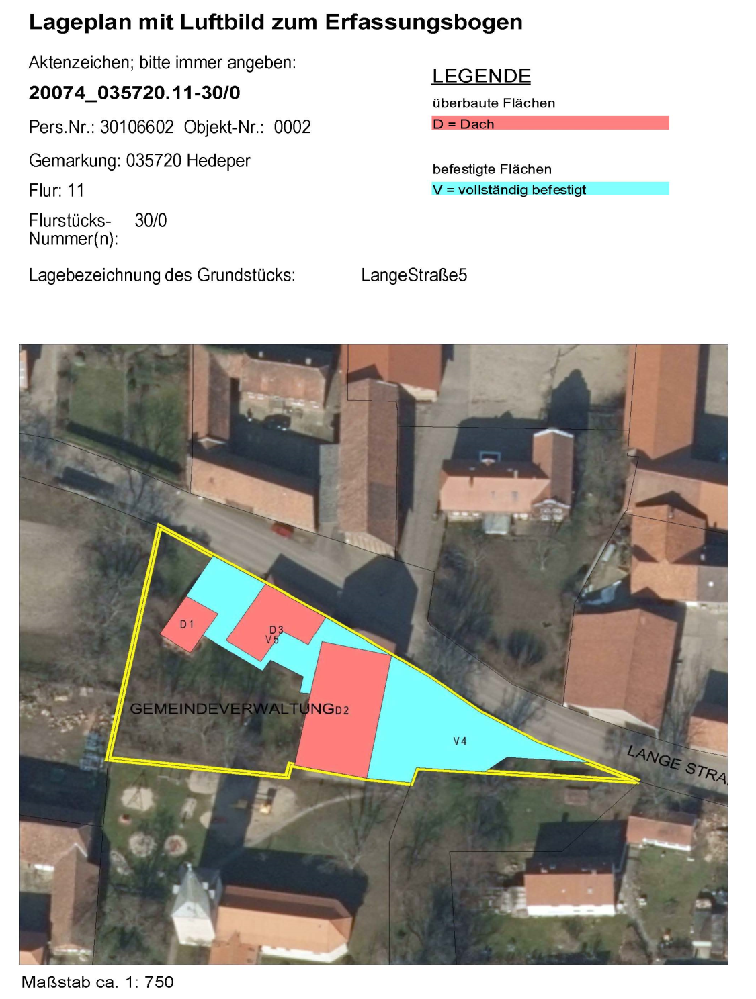 Lageplan mit Luftbild zum Erfassungsbogen
Aktenzeichen; bitte immer angeben:
20074_035720.11-30/0
Pers.Nr.: 30106602 Objekt-Nr.: 0002
Gemarkung: 035720 Hedeper
Flur: 11
Flurstücks- 30/0
Nummer(n):
Lagebezeichnung des Grundstücks: LangeStraße5
LEGENDE
überbaute Flächen
D = Dach
befestigte Flächen
V = vollständig befestigt
D1
D3
V5
GEMEINDEVERWALTUNG
D2
V4
LANGE STRA
Maßstab ca. 1: 750